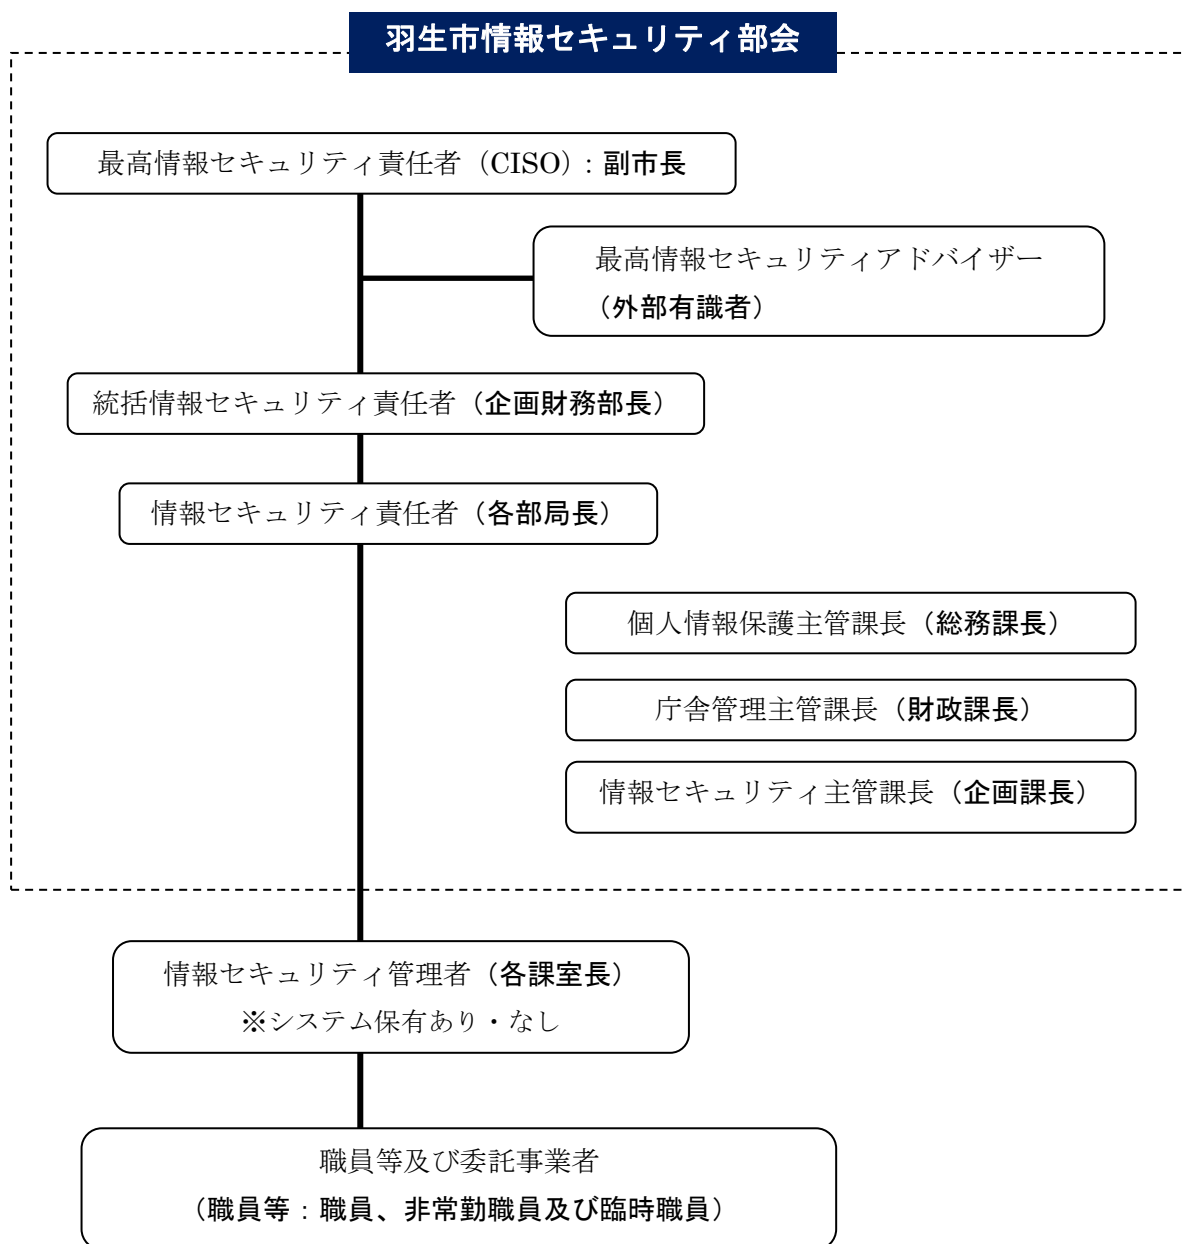 羽生市情報セキュリティ部会
最高情報セキュリティ責任者（CISO）：副市長
最高情報セキュリティアドバイザー
（外部有識者）
統括情報セキュリティ責任者（企画財務部長）
情報セキュリティ責任者（各部局長）
個人情報保護主管課長（総務課長）
庁舎管理主管課長（財政課長）
情報セキュリティ主管課長（企画課長）
情報セキュリティ管理者（各課室長）
※システム保有あり・なし
職員等及び委託事業者
（職員等：職員、非常勤職員及び臨時職員）